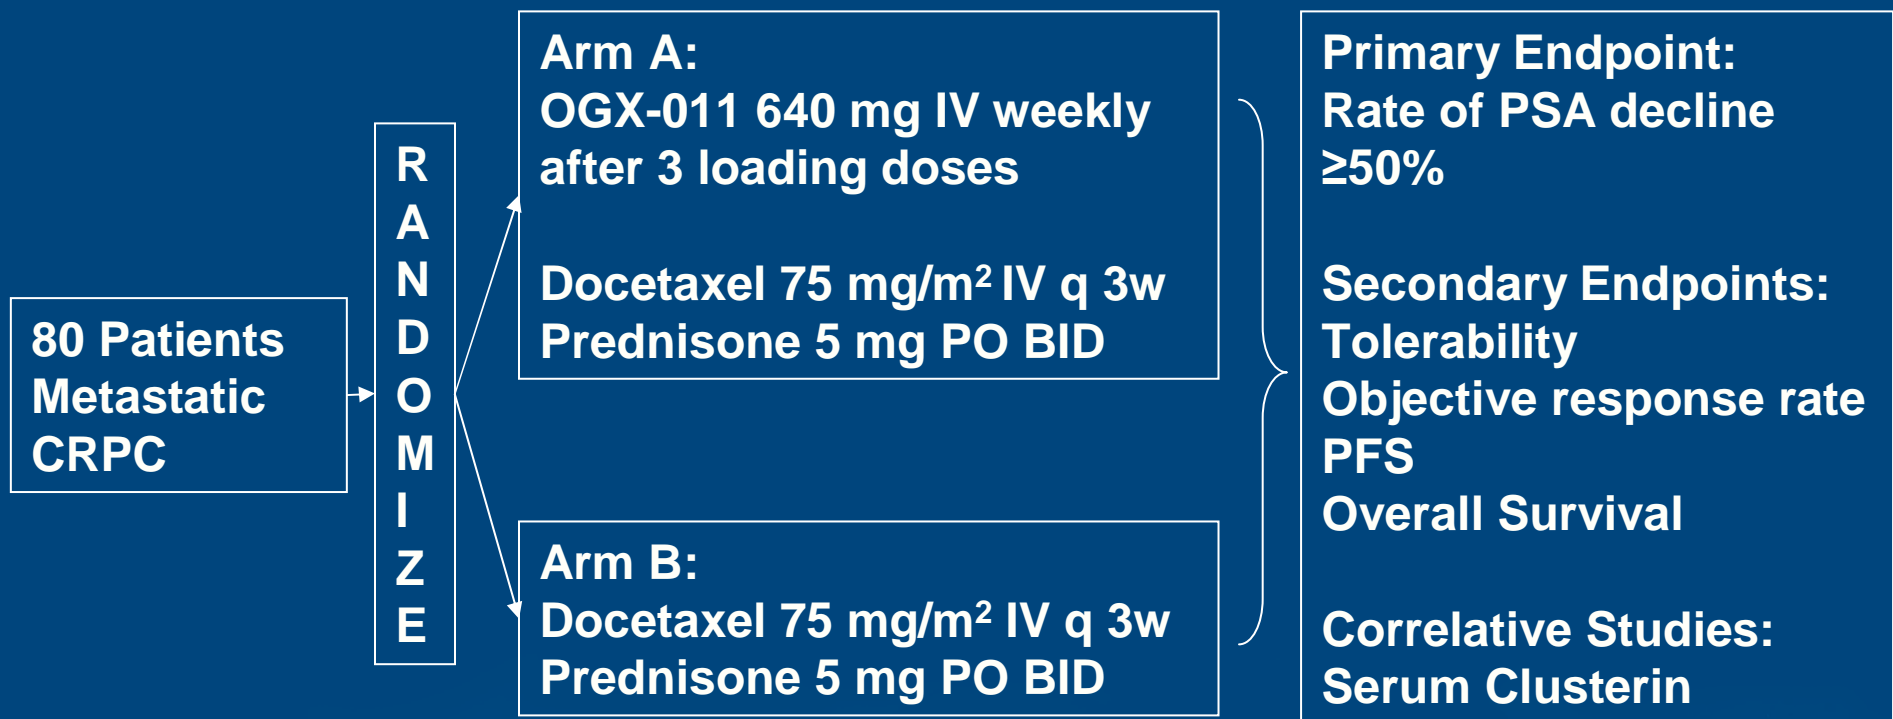 80 Patients
Metastatic
CRPC
R
A
N
D
O
M
I
Z
E
Arm A:
OGX-011 640 mg IV weekly
after 3 loading doses
Docetaxel 75 mg/m² IV q 3w
Prednisone 5 mg PO BID
Arm B:
Docetaxel 75 mg/m² IV q 3w
Prednisone 5 mg PO BID
Primary Endpoint:
Rate of PSA decline
≥50%
Secondary Endpoints:
Tolerability
Objective response rate
PFS
Overall Survival
Correlative Studies:
Serum Clusterin